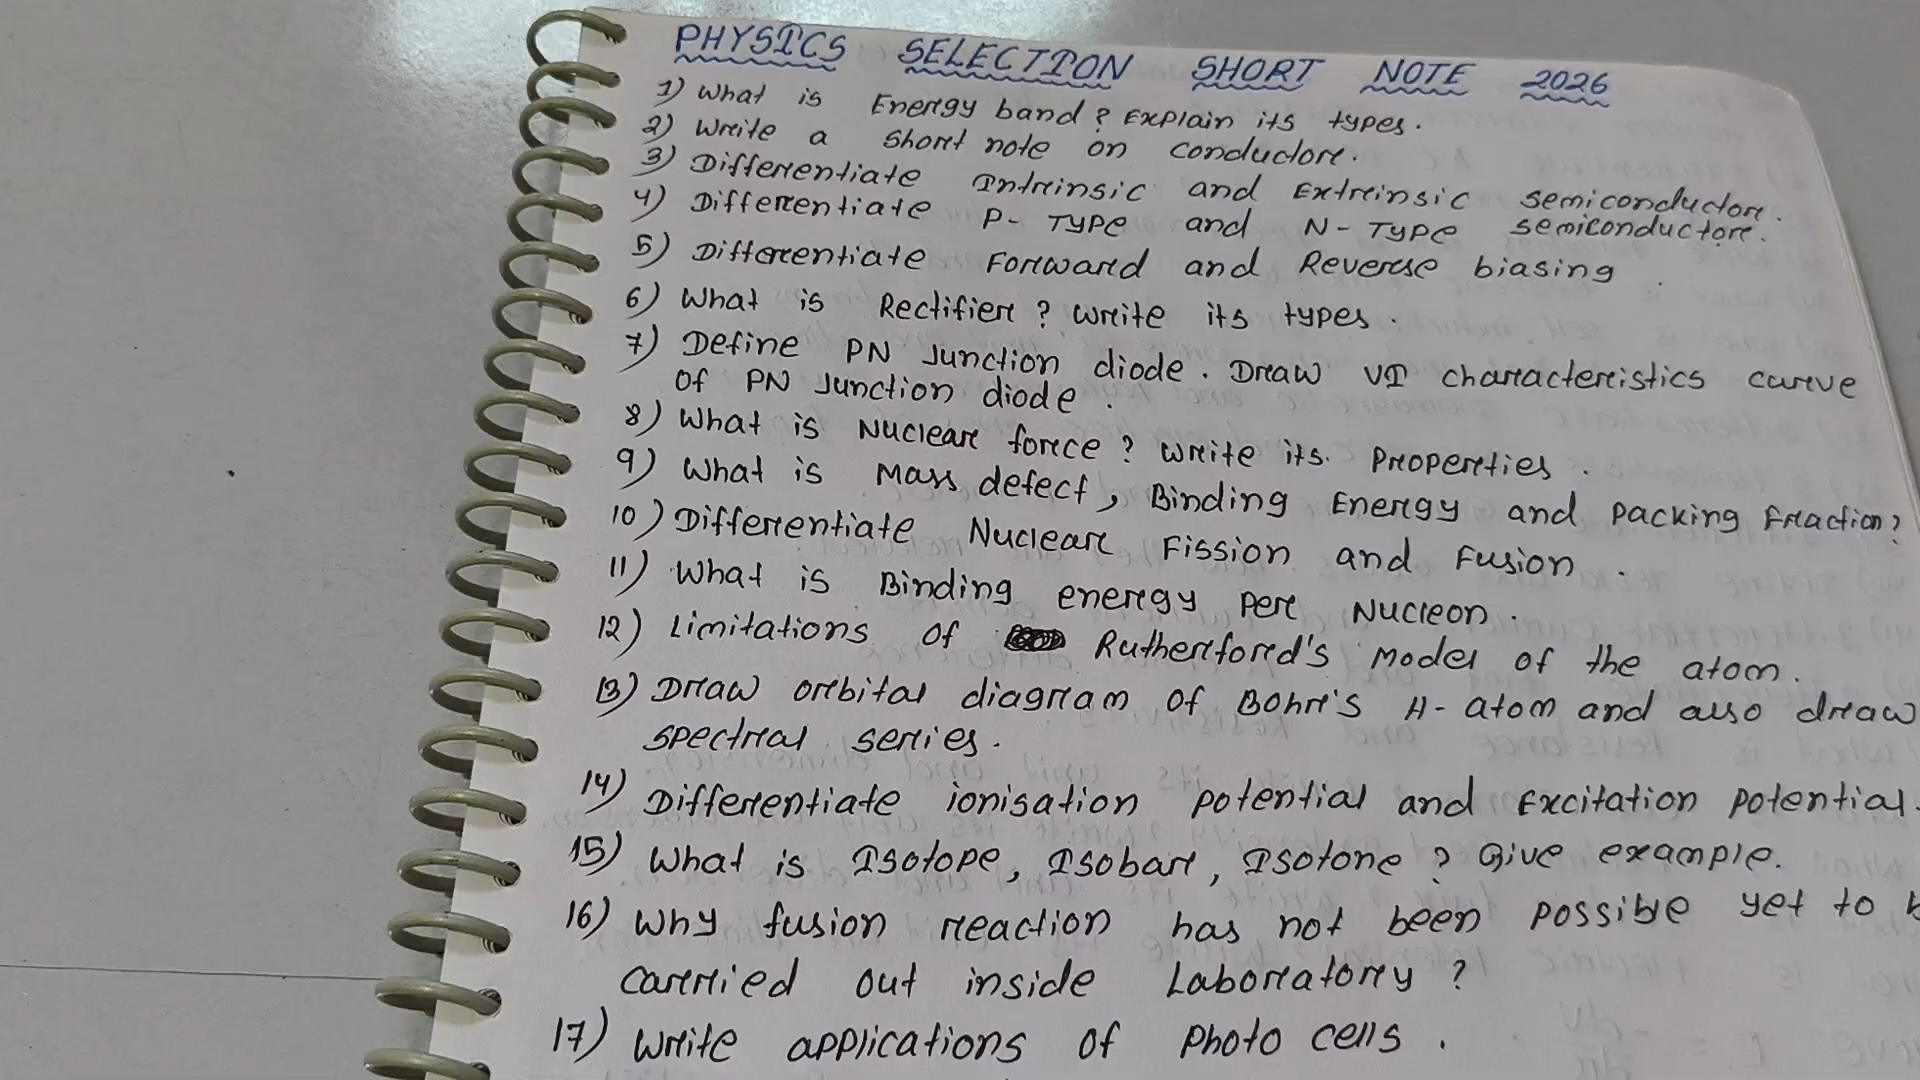 PHYSICS SELECTION SHORT NOTE 2026
1) What is Energy band? Explain its types.
2) Write a short note on conductor.
3) Differentiate Intrinsic and Extrinsic semiconductor.
4) Differentiate P-Type and N-Type semiconductor.
5) Differentiate Forward and Reverse biasing
6) What is Rectifier? Write its types.
7) Define PN Junction diode. Draw VI characteristics curve
of PN Junction diode.
8) What is Nuclear force? Write its Properties.
9) What is Mass defect, Binding Energy and Packing Fraction?
10) Differentiate Nuclear Fission and Fusion.
11) What is Binding energy per Nucleon.
12) Limitations of Rutherford's Model of the atom.
13) Draw orbital diagram of Bohr's H-atom and also draw
spectral series.
14) Differentiate ionisation potential and Excitation potential.
15) What is Isotope, Isobar, Isotone? Give example.
16) Why fusion reaction has not been possible yet to
carried out inside Laboratory?
17) Write applications of Photo cells.